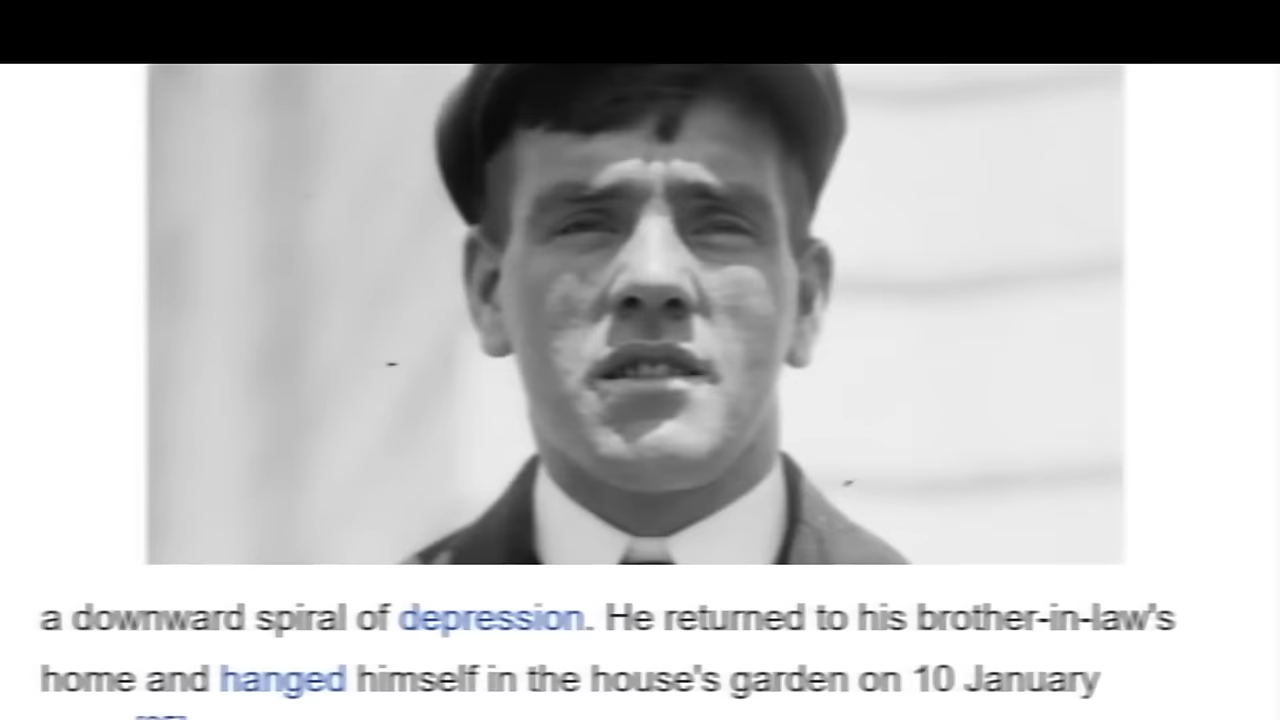 a downward spiral of depression. He returned to his brother-in-law's
home and hanged himself in the house's garden on 10 January